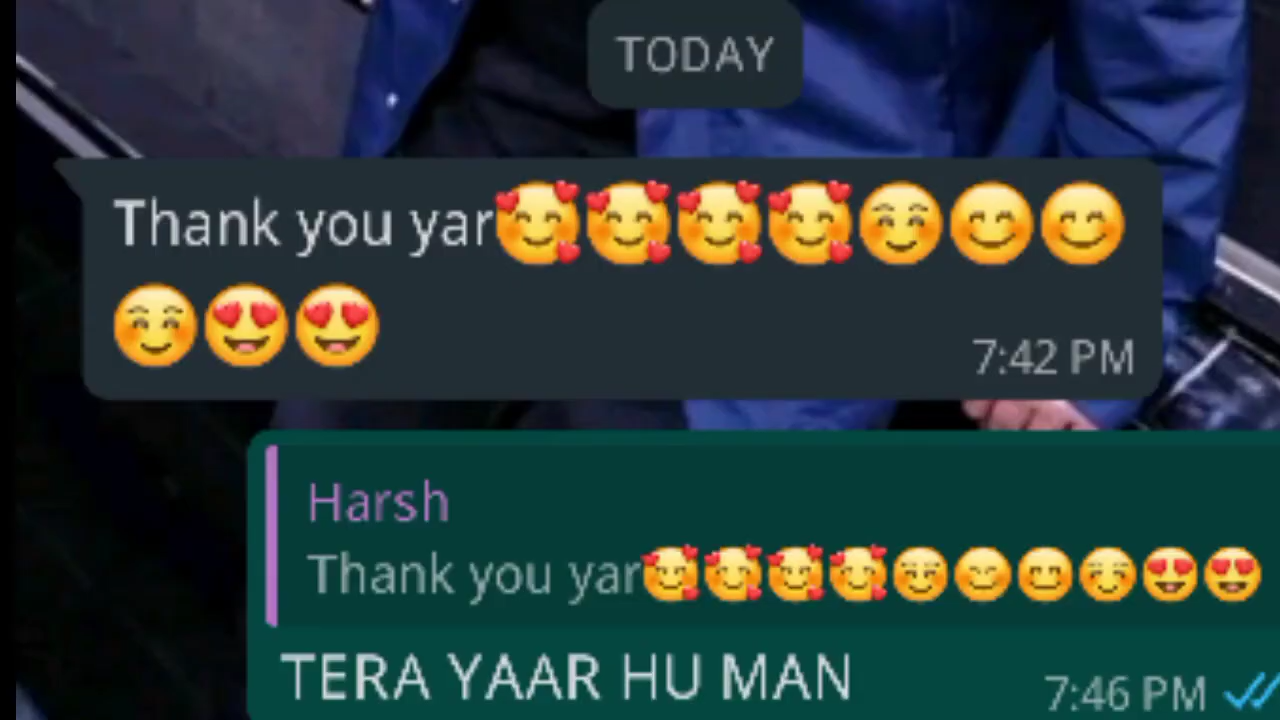 TODAY
Thank you yar🥰🥰🥰🥰☺️😊😊
☺️😍😍
7:42 PM
Harsh
Thank you yar🥰🥰🥰🥰☺️😊😊☺️😍😍
TERA YAAR HU MAN
7:46 PM